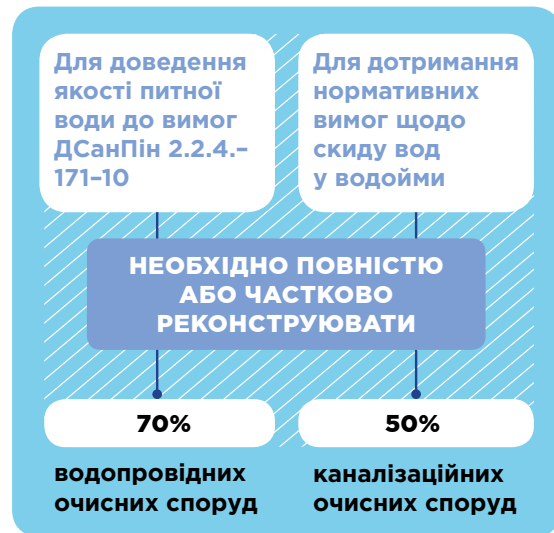 Для доведення
якості питної
води до вимог
ДСанПін 2.2.4.–
171–10
Для дотримання
нормативних
вимог щодо
скиду вод
у водойми
НЕОБХІДНО ПОВНІСТЮ
АБО ЧАСТКОВО
РЕКОНСТРУЮВАТИ
70%
50%
водопровідних
очисних споруд
каналізаційних
очисних споруд